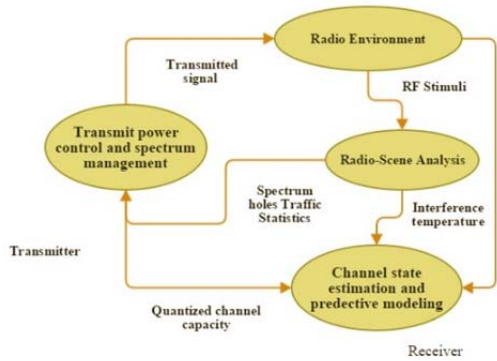 Radio Environment
Transmitted
signal
RF Stimuli
Transmit power
control and spectrum
management
Radio-Scene Analysis
Spectrum
holes Traffic
Statistics
Interference
temperature
Transmitter
Channel state
estimation and
predective modeling
Quantized channel
capacity
Receiver